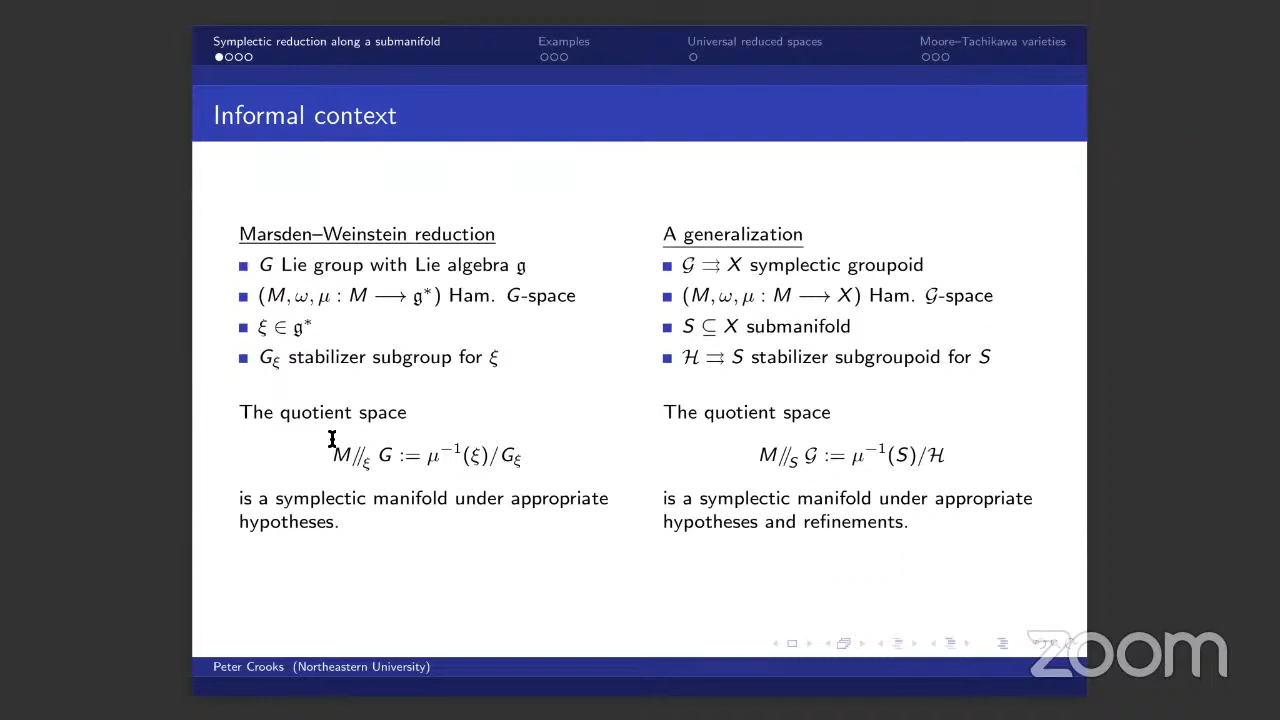 Symplectic reduction along a submanifold Examples Universal reduced spaces Moore–Tachikawa varieties
Informal context
Marsden–Weinstein reduction
G Lie group with Lie algebra 𝔤
(M, ω, μ : M ⟶ 𝔤*) Ham. G-space
ξ ∈ 𝔤*
G_ξ stabilizer subgroup for ξ
The quotient space
M//_ξ G := μ⁻¹(ξ)/G_ξ
is a symplectic manifold under appropriate
hypotheses.
A generalization
𝒢 ⇉ X symplectic groupoid
(M, ω, μ : M ⟶ X) Ham. 𝒢-space
S ⊆ X submanifold
ℋ ⇉ S stabilizer subgroupoid for S
The quotient space
M//_S 𝒢 := μ⁻¹(S)/ℋ
is a symplectic manifold under appropriate
hypotheses and refinements.
Peter Crooks (Northeastern University)
zoom